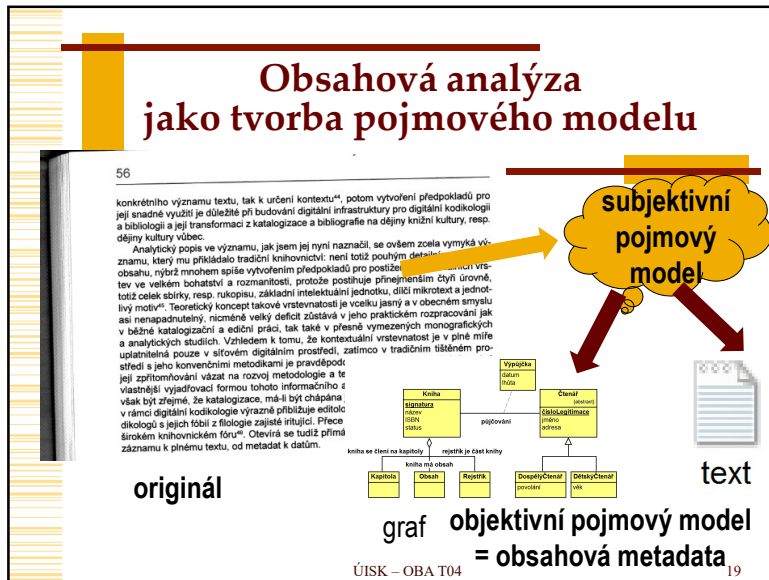 Obsahová analýza
jako tvorba pojmového modelu
56
konkrétního významu textu, tak k určení kontextu⁴⁴, potom vytvoření předpokladů pro
její snadné využití je důležité při budování digitální infrastruktury pro digitální kodikologii
a bibliologii a její transformaci z katalogizace a bibliografie na dějiny knižní kultury, resp.
dějiny kultury vůbec.
Analytický popis ve významu, jak jsem jej nyní naznačil, se ovšem zcela vymyká vý-
znamu, který mu přikládalo tradiční knihovnictví: není totiž pouhým
obsahu, nýbrž mnohem spíše vytvořením předpokladů pro postižen vrs-
tev ve velkém bohatství a rozmanitosti, protože postihuje přinejmenším čtyři úrovně,
totiž celek sbírky, resp. rukopisu, základní intelektuální jednotku, dílčí mikrotext a jednot-
livý motiv⁴⁵. Teoretický koncept takové vrstevnatosti je vcelku jasný a v obecném smyslu
asi nenapadnutelný, nicméně velký deficit zůstává v jeho praktickém rozpracování jak
v běžné katalogizační a ediční práci, tak také v přesně vymezených monografických
a analytických studiích. Vzhledem k tomu, že kontextuální vrstevnatost je v plné míře
uplatnitelná pouze v síťovém digitálním prostředí, zatímco v tradičním tištěném pro-
středí s jeho konvenčními metodikami je pravděpodo
její zpřítomňování vázat na rozvoj metodologie a te
vlastnější vyjadřovací formou tohoto informačního a
však být zřejmé, že katalogizace, má-li být chápána
v rámci digitální kodikologie výrazně přibližuje editolo
dikologů s jejich fóbií z filologie zajisté iritující. Přece
širokém knihovnickém fóru⁴⁶. Otevírá se tudíž přímá
záznamu k plnému textu, od metadat k datům.
subjektivní
pojmový
model
Výpůjčka
datum
lhůta
Kniha
signatura
název
ISBN
status
půjčování
Čtenář
{abstract}
čísloLegitimace
jméno
adresa
kniha se člení na kapitoly
rejstřík je část knihy
kniha má obsah
Kapitola
Obsah
Rejstřík
DospělýČtenář
povolání
DětskýČtenář
věk
originál
graf
text
objektivní pojmový model
= obsahová metadata
ÚISK – OBA T04
19